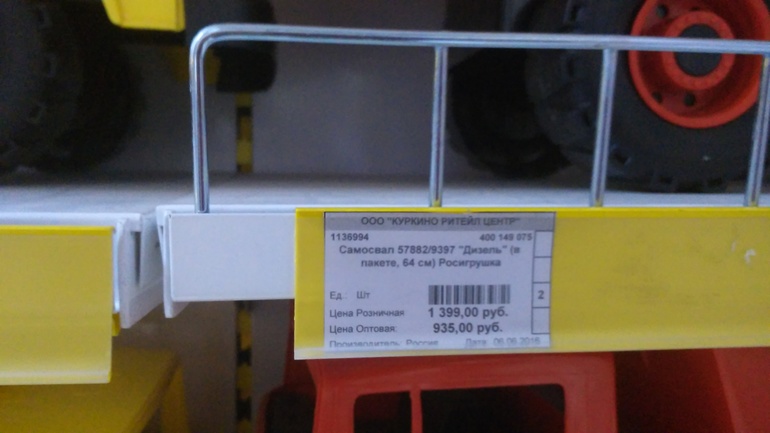 ООО "КУРКИНО РИТЕЙЛ ЦЕНТР"
1136994 400 149 075
Самосвал 57882/9397 "Дизель" (в
пакете, 64 см) Росигрушка
Ед.. Шт
2
Цена Розничная 1 399,00 руб.
Цена Оптовая: 935,00 руб.
Производитель: Россия Дата: 06.06.2016